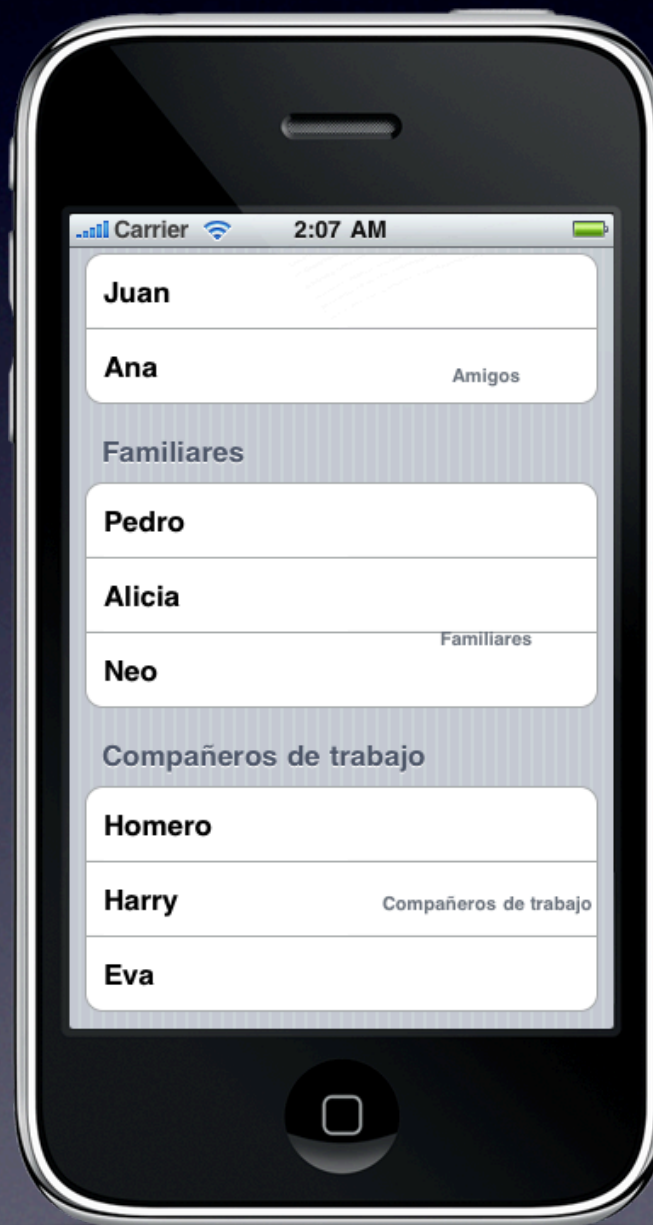 Carrier 2:07 AM
Juan
Ana
Amigos
Familiares
Pedro
Alicia
Familiares
Neo
Compañeros de trabajo
Homero
Harry
Compañeros de trabajo
Eva